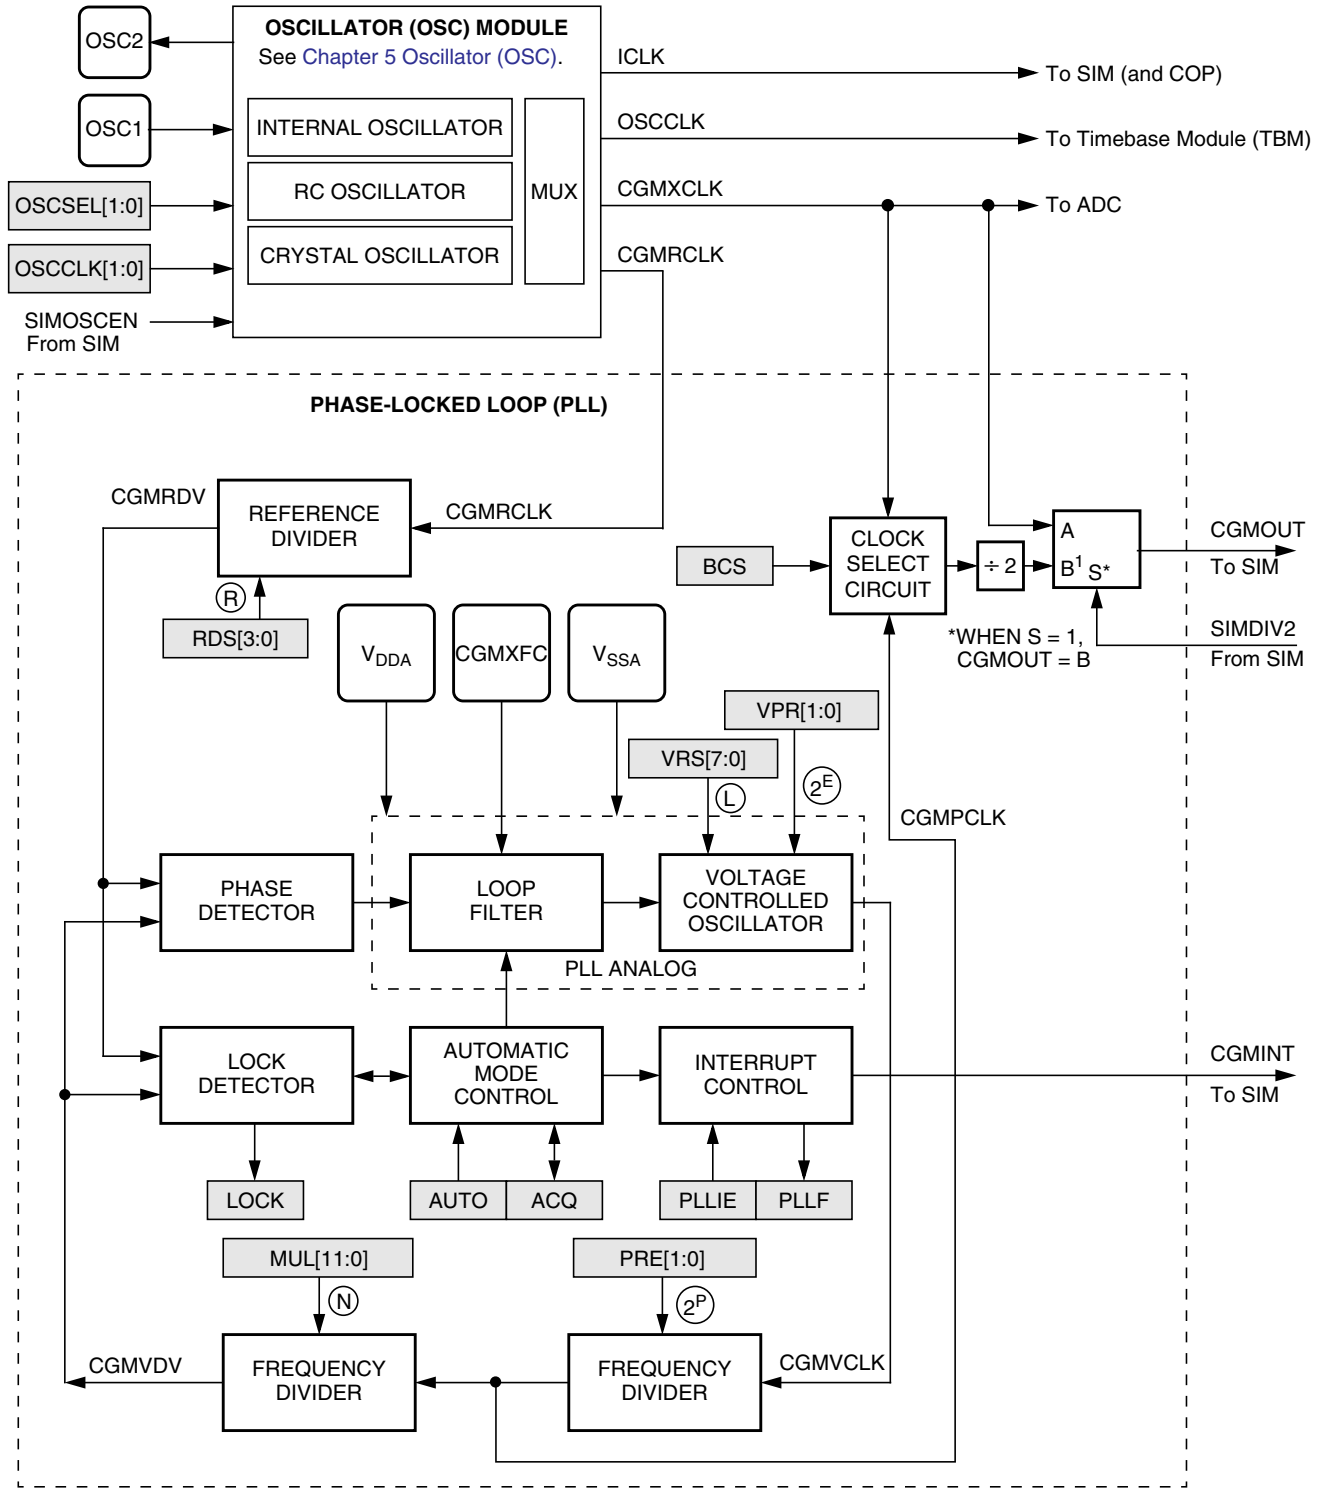 OSC2
OSCILLATOR (OSC) MODULE
See Chapter 5 Oscillator (OSC).
ICLK
To SIM (and COP)
OSC1
INTERNAL OSCILLATOR
OSCCLK
To Timebase Module (TBM)
OSCSEL[1:0]
RC OSCILLATOR
MUX
CGMXCLK
To ADC
OSCCLK[1:0]
CRYSTAL OSCILLATOR
CGMRCLK
SIMOSCEN
From SIM
PHASE-LOCKED LOOP (PLL)
CGMRDV
REFERENCE
DIVIDER
CGMRCLK
R
RDS[3:0]
BCS
CLOCK
SELECT
CIRCUIT
÷ 2
A
B1 S*
CGMOUT
To SIM
*WHEN S = 1,
CGMOUT = B
SIMDIV2
From SIM
VDDA
CGMXFC
VSSA
VPR[1:0]
VRS[7:0]
L
2E
CGMPCLK
PHASE
DETECTOR
LOOP
FILTER
VOLTAGE
CONTROLLED
OSCILLATOR
PLL ANALOG
LOCK
DETECTOR
AUTOMATIC
MODE
CONTROL
INTERRUPT
CONTROL
CGMINT
To SIM
LOCK
AUTO
ACQ
PLLIE
PLLF
MUL[11:0]
N
PRE[1:0]
2P
CGMVDV
FREQUENCY
DIVIDER
FREQUENCY
DIVIDER
CGMVCLK